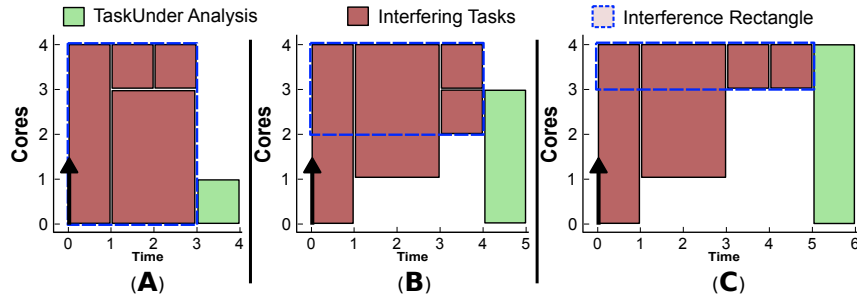 TaskUnder Analysis Interfering Tasks Interference Rectangle
4 4 4
3 3 3
2 2 2
1 1 1
0 0 0
Cores Cores Cores
0 1 2 3 4 0 1 2 3 4 5 0 1 2 3 4 5 6
Time Time Time
(A) (B) (C)